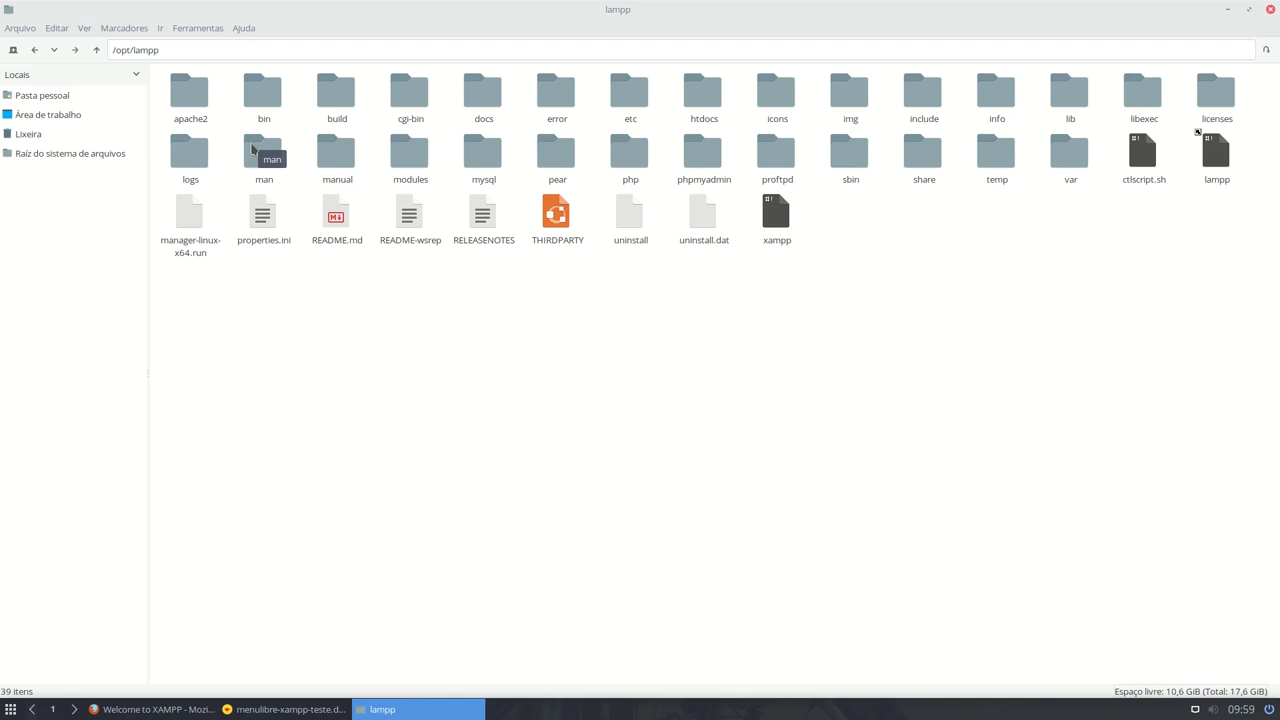 lampp
Arquivo Editar Ver Marcadores Ir Ferramentas Ajuda
/opt/lampp
Locais
Pasta pessoal
Área de trabalho
Lixeira
Raíz do sistema de arquivos
apache2 bin build cgi-bin docs error etc htdocs icons img include info lib libexec licenses
man
logs man manual modules mysql pear php phpmyadmin proftpd sbin share temp var ctlscript.sh lampp
manager-linux- properties.ini README.md README-wsrep RELEASENOTES THIRDPARTY uninstall uninstall.dat xampp
x64.run
39 itens Espaço livre: 10,6 GiB (Total: 17,6 GiB)
1 Welcome to XAMPP - Mozi... menulibre-xampp-teste.d... lampp 09:59